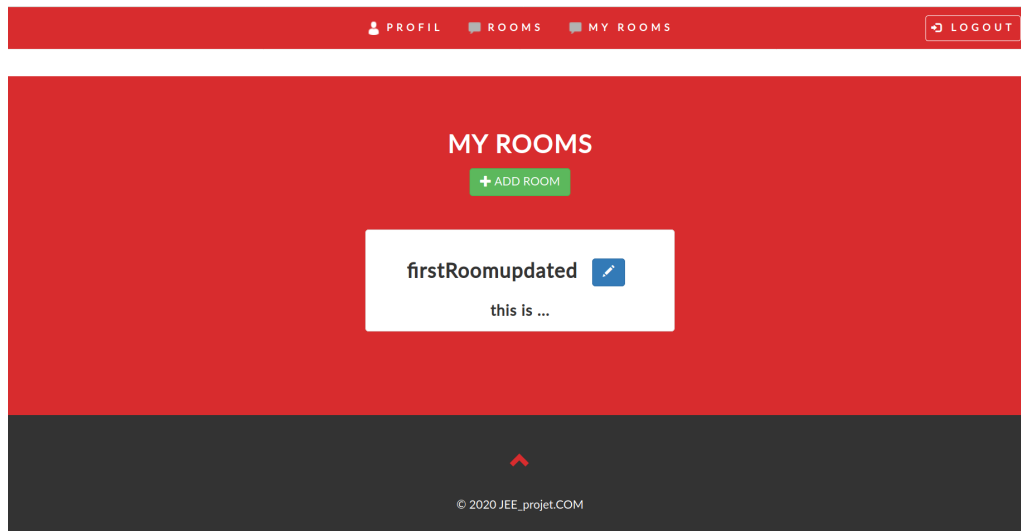 PROFIL ROOMS MY ROOMS LOGOUT
MY ROOMS
ADD ROOM
firstRoomupdated
this is ...
© 2020 JEE_projet.COM